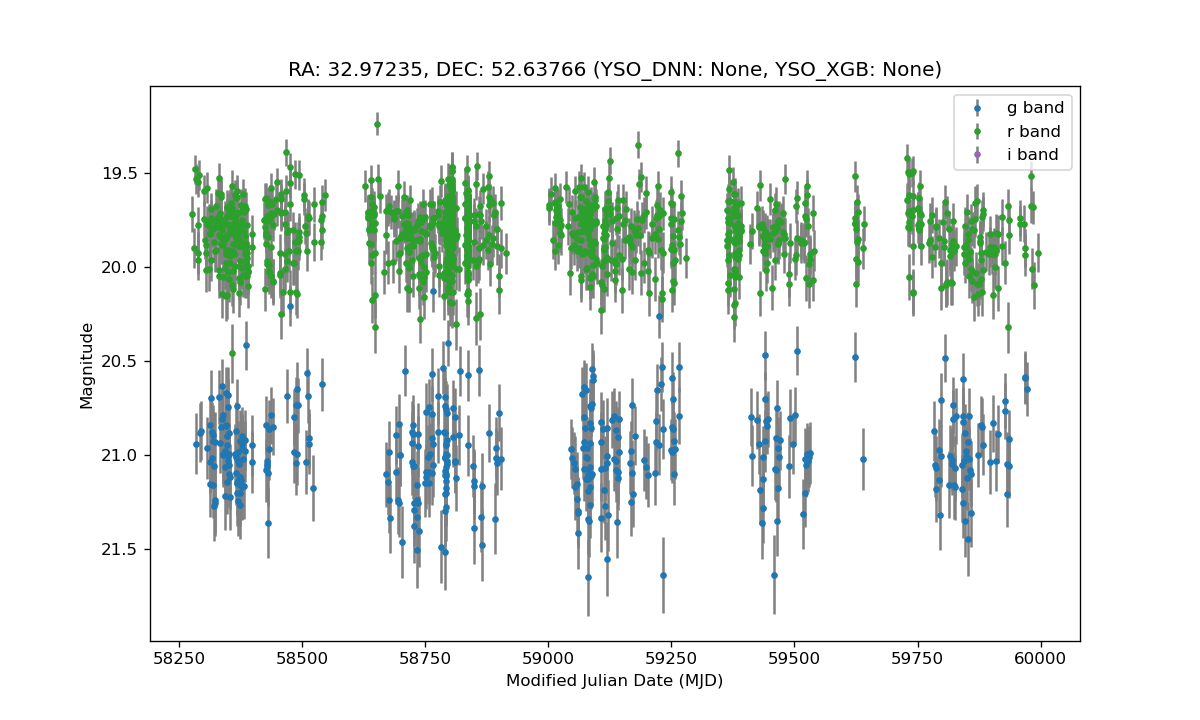 RA: 32.97235, DEC: 52.63766 (YSO_DNN: None, YSO_XGB: None)
g band
r band
i band
19.5
20.0
20.5
21.0
21.5
Magnitude
58250 58500 58750 59000 59250 59500 59750 60000
Modified Julian Date (MJD)